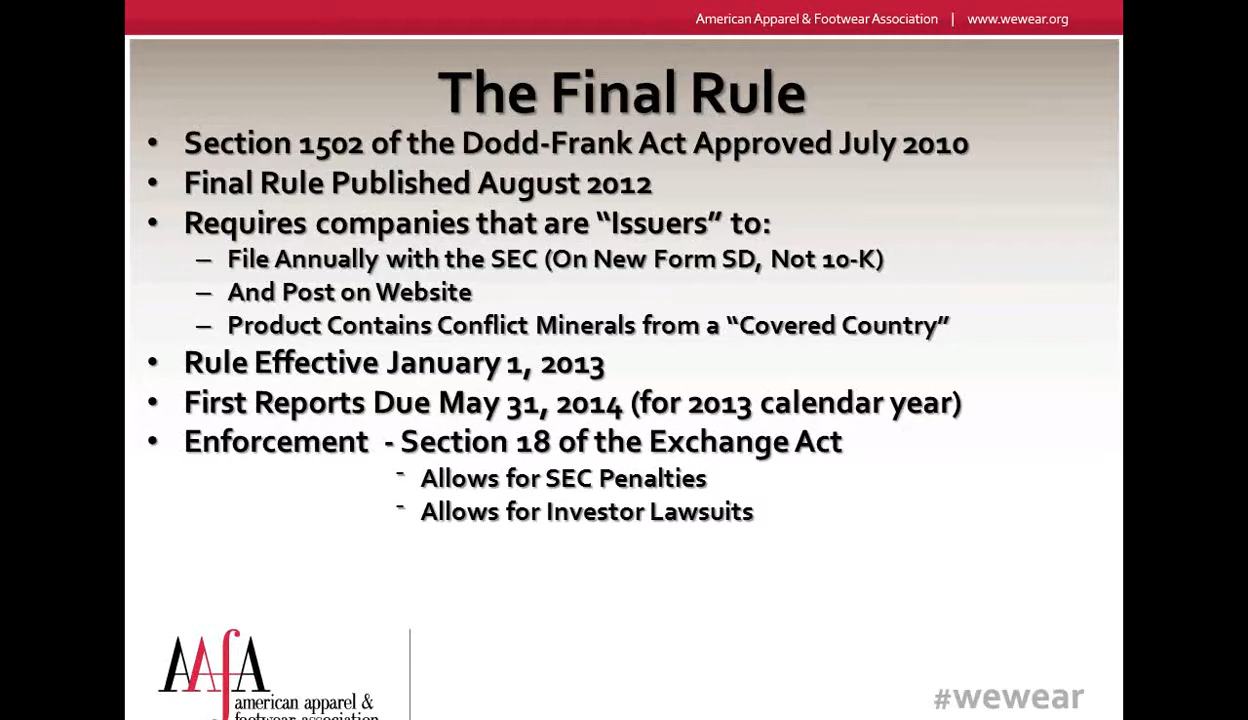 American Apparel & Footwear Association | www.wewear.org
The Final Rule
• Section 1502 of the Dodd-Frank Act Approved July 2010
• Final Rule Published August 2012
• Requires companies that are “Issuers” to:
– File Annually with the SEC (On New Form SD, Not 10-K)
– And Post on Website
– Product Contains Conflict Minerals from a “Covered Country”
• Rule Effective January 1, 2013
• First Reports Due May 31, 2014 (for 2013 calendar year)
• Enforcement - Section 18 of the Exchange Act
- Allows for SEC Penalties
- Allows for Investor Lawsuits
AAfA
american apparel &
footwear association
#wewear